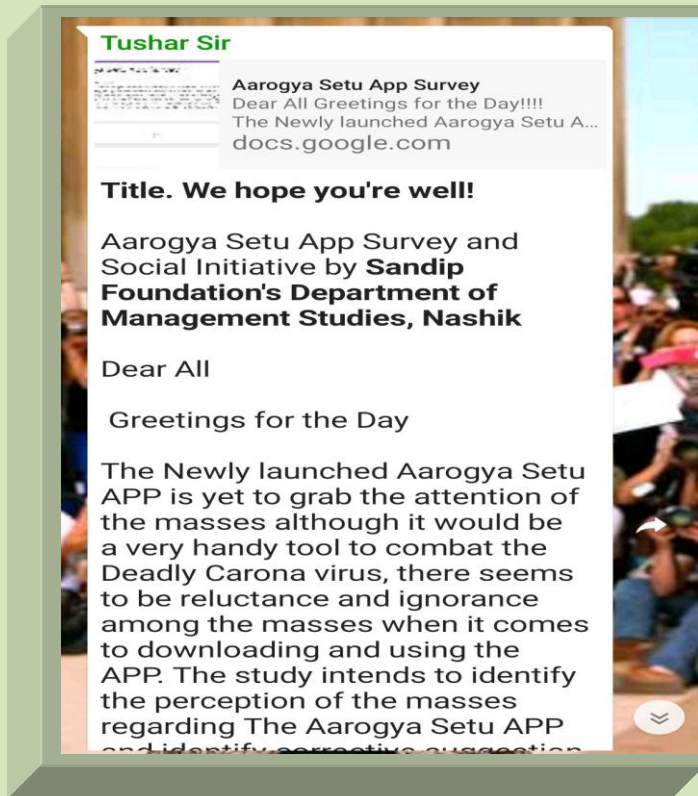 Tushar Sir
Aarogya Setu App Survey
Dear All Greetings for the Day!!!!
The Newly launched Aarogya Setu A...
docs.google.com
Title. We hope you're well!
Aarogya Setu App Survey and
Social Initiative by Sandip
Foundation's Department of
Management Studies, Nashik
Dear All
Greetings for the Day
The Newly launched Aarogya Setu
APP is yet to grab the attention of
the masses although it would be
a very handy tool to combat the
Deadly Carona virus, there seems
to be reluctance and ignorance
among the masses when it comes
to downloading and using the
APP. The study intends to identify
the perception of the masses
regarding The Aarogya Setu APP
and identify corrective suggestion